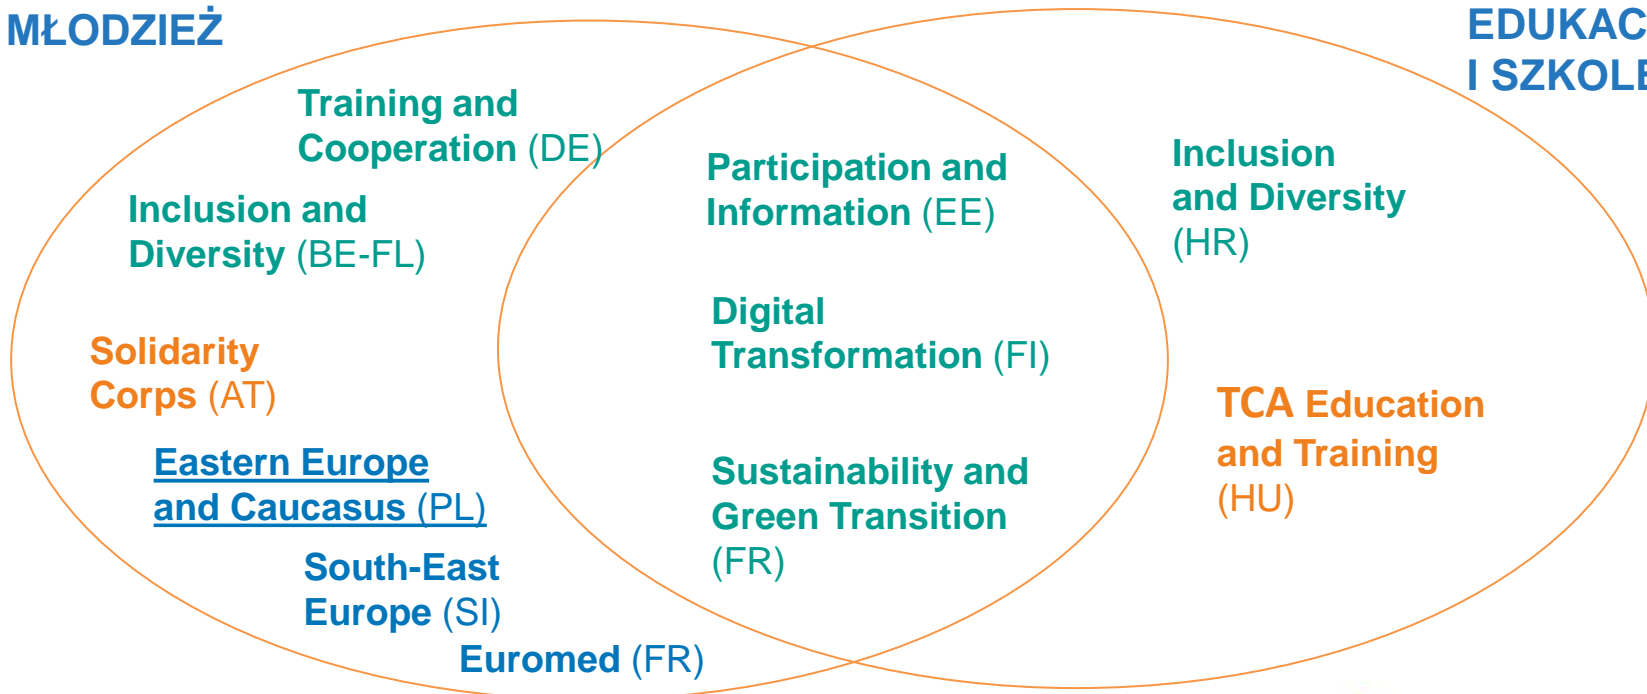 MŁODZIEŻ
EDUKAC
I SZKOLE
Training and
Cooperation (DE)
Inclusion and
Diversity (BE-FL)
Solidarity
Corps (AT)
Eastern Europe
and Caucasus (PL)
South-East
Europe (SI)
Euromed (FR)
Participation and
Information (EE)
Digital
Transformation (FI)
Sustainability and
Green Transition
(FR)
Inclusion
and Diversity
(HR)
TCA Education
and Training
(HU)